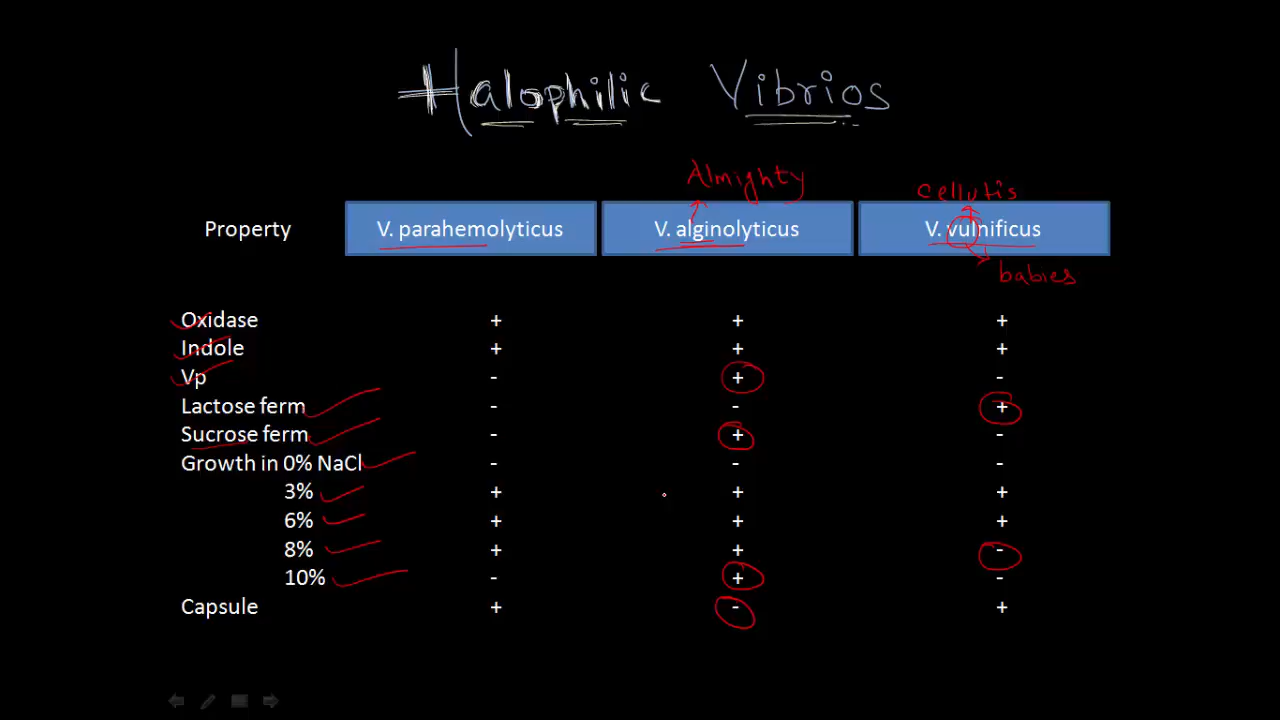 Halophilic Vibrios
Almighty
cellutis
Property V. parahemolyticus V. alginolyticus V. vulnificus
babies
Oxidase + + +
Indole + + +
Vp - + -
Lactose ferm - - +
Sucrose ferm - + -
Growth in 0% NaCl - - -
3% + + +
6% + + +
8% + + -
10% - + -
Capsule + - +